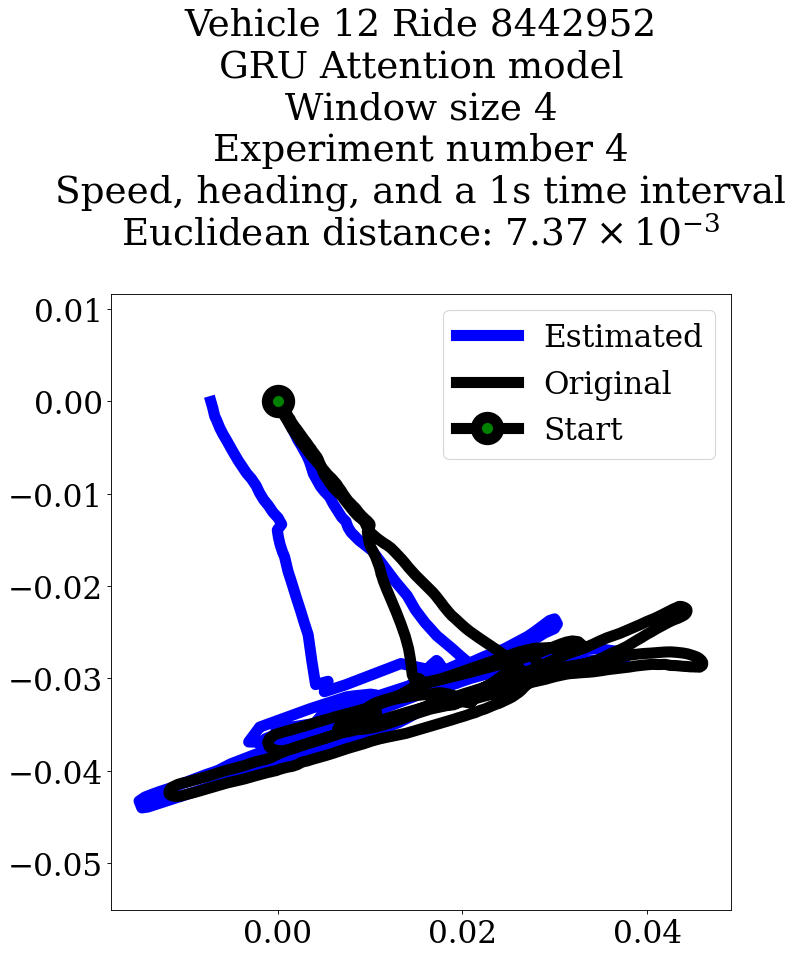 Vehicle 12 Ride 8442952
GRU Attention model
Window size 4
Experiment number 4
Speed, heading, and a 1s time interval
Euclidean distance: 7.37 × 10⁻³
Estimated
Original
Start
0.01
0.00
−0.01
−0.02
−0.03
−0.04
−0.05
0.00 0.02 0.04